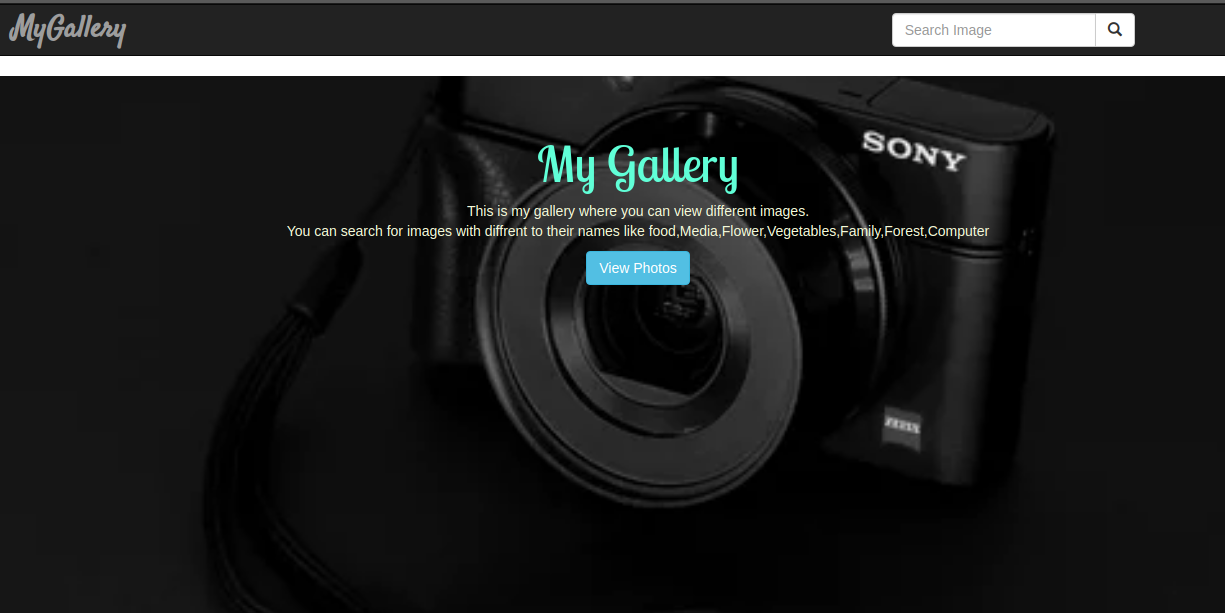 MyGallery
Search Image
SONY
My Gallery
This is my gallery where you can view different images.
You can search for images with diffrent to their names like food,Media,Flower,Vegetables,Family,Forest,Computer
View Photos
ZEISS